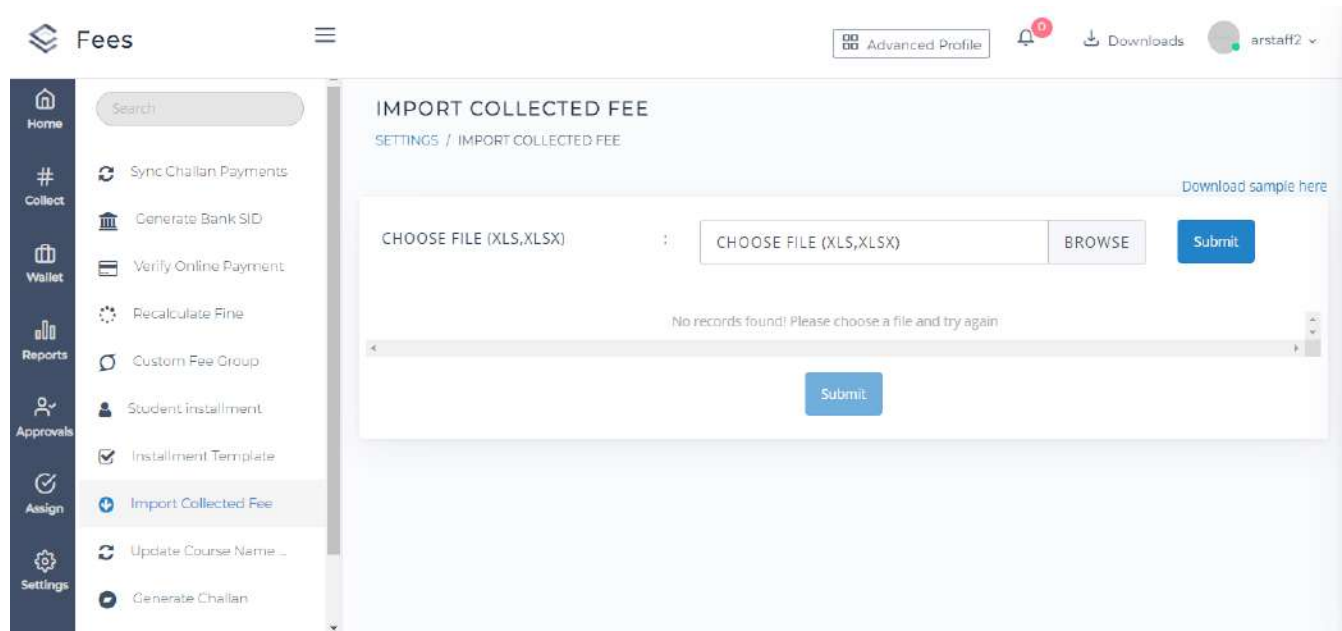 Fees
Advanced Profile
0
Downloads
arstaff2
Home
Collect
Wallet
Reports
Approvals
Assign
Settings
Search
Sync Challan Payments
Generate Bank SID
Verify Online Payment
Recalculate Fine
Custom Fee Group
Student installment
Installment Template
Import Collected Fee
Update Course Name ...
Generate Challan
IMPORT COLLECTED FEE
SETTINGS / IMPORT COLLECTED FEE
Download sample here
CHOOSE FILE (XLS,XLSX) : CHOOSE FILE (XLS,XLSX) BROWSE Submit
No records found! Please choose a file and try again
Submit